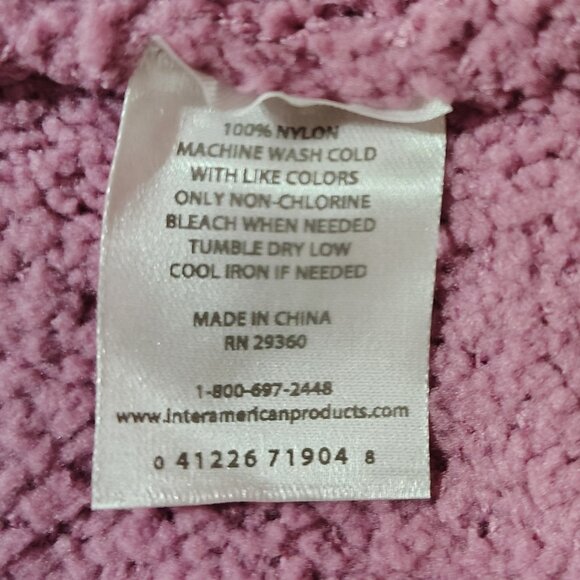 100% NYLON
MACHINE WASH COLD
WITH LIKE COLORS
ONLY NON-CHLORINE
BLEACH WHEN NEEDED
TUMBLE DRY LOW
COOL IRON IF NEEDED
MADE IN CHINA
RN 29360
1-800-697-2448
www.interamericanproducts.com
0 41226 71904 8